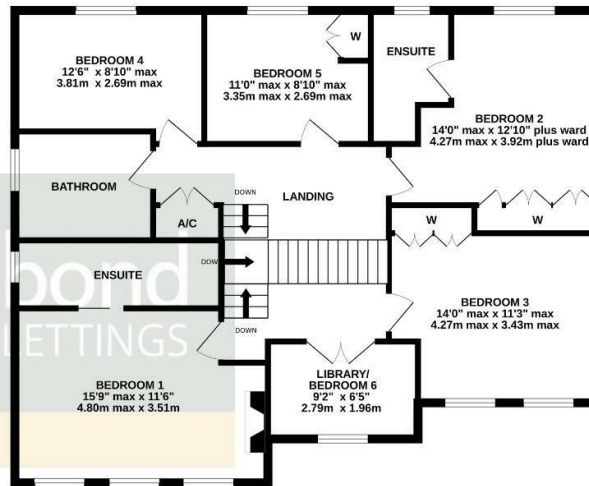 BEDROOM 4
12'6" x 8'10" max
3.81m x 2.69m max
BEDROOM 5
11'0" max x 8'10" max
3.35m max x 2.69m max
W
ENSUITE
BEDROOM 2
14'0" max x 12'10" plus ward
4.27m max x 3.92m plus ward
BATHROOM
A/C
DOWN
LANDING
W
W
ENSUITE
DOW
DOWN
bond
LETTINGS
BEDROOM 3
14'0" max x 11'3" max
4.27m max x 3.43m max
BEDROOM 1
15'9" max x 11'6"
4.80m max x 3.51m
LIBRARY/
BEDROOM 6
9'2" x 6'5"
2.79m x 1.96m